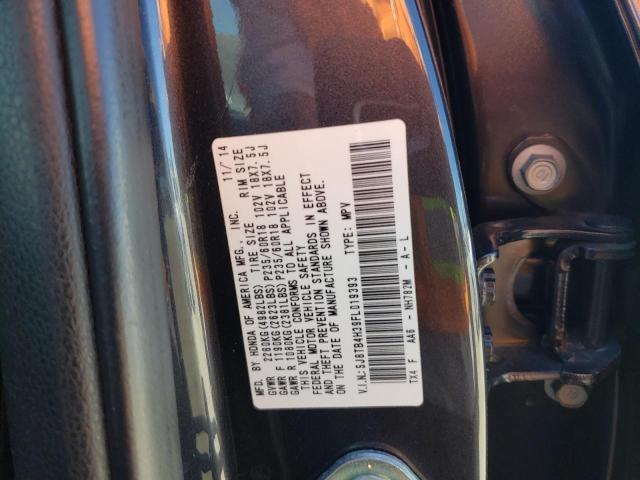 MFD. BY HONDA OF AMERICA MFG., INC. 11/14
GVWR 2260KG(4982LBS) TIRE SIZE RIM SIZE
GAWR F 1190KG(2623LBS) P235/60R18 102V 18X7.5J
GAWR R 1080KG(2381LBS) P235/60R18 102V 18X7.5J
THIS VEHICLE CONFORMS TO ALL APPLICABLE
FEDERAL MOTOR VEHICLE SAFETY
AND THEFT PREVENTION STANDARDS IN EFFECT
ON THE DATE OF MANUFACTURE SHOWN ABOVE.
V.I.N.: 5J8TB4H39FL019393 TYPE: MPV
TX4 F AA6 - NH782M - A - L